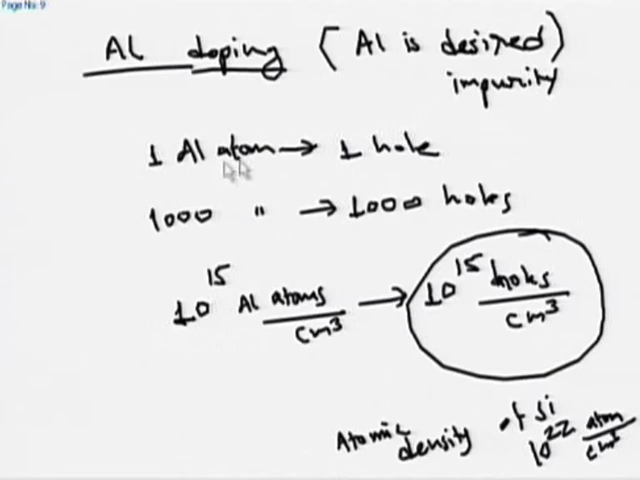 Page No: 9
Al doping (Al is desired)
impurity
1 Al atom → 1 hole
1000 " → 1000 holes
10^15 Al atoms/cm^3 → 10^15 holes/cm^3
Atomic density of Si
10^22 atom/cm^3